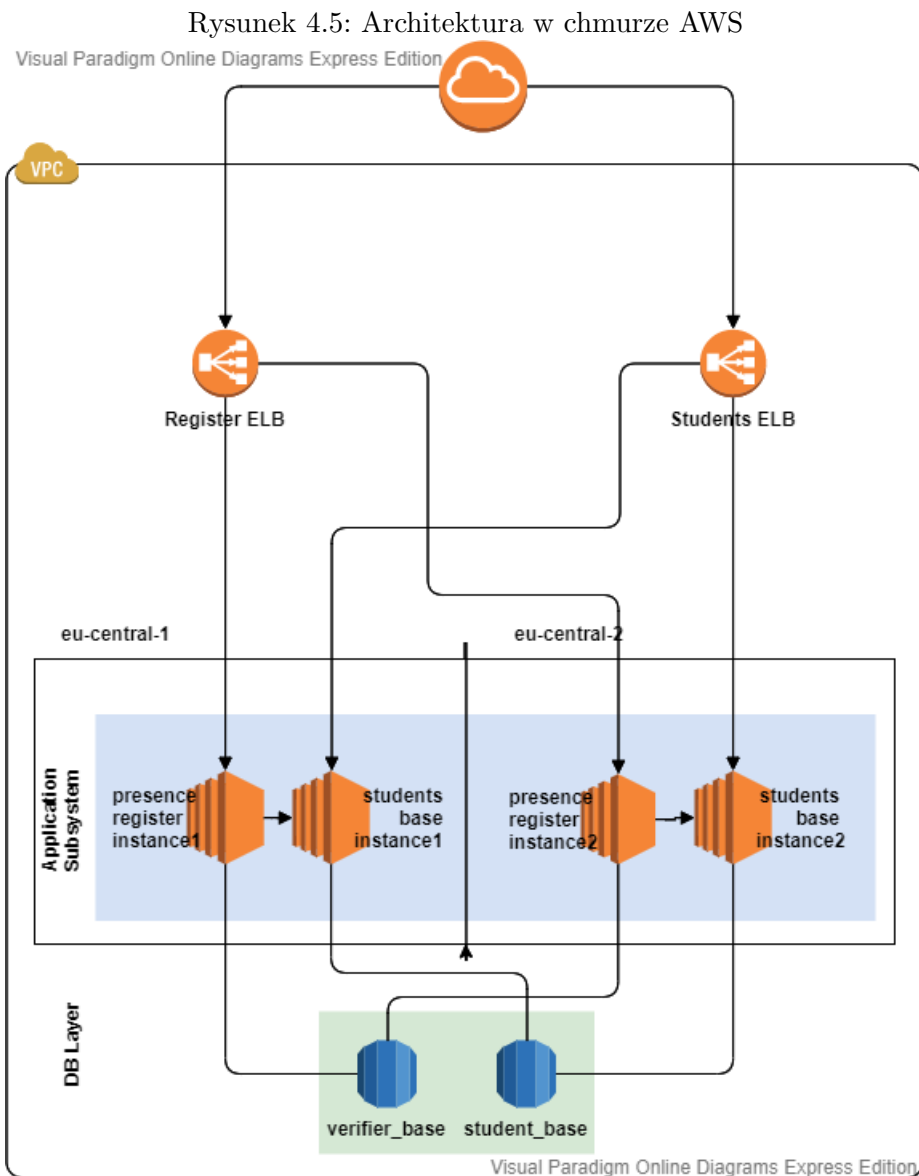 Rysunek 4.5: Architektura w chmurze AWS
Visual Paradigm Online Diagrams Express Edition
VPC
Register ELB
Students ELB
eu-central-1
eu-central-2
Application
Subsystem
presence
register
instance1
students
base
instance1
presence
register
instance2
students
base
instance2
DB Layer
verifier_base
student_base
Visual Paradigm Online Diagrams Express Edition